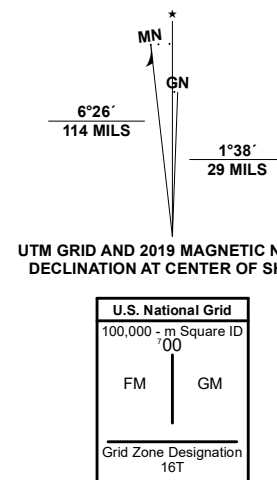 ★
MN
GN
6°26´
114 MILS
1°38´
29 MILS
UTM GRID AND 2019 MAGNETIC N
DECLINATION AT CENTER OF SH
U.S. National Grid
100,000 - m Square ID
⁷00
FM GM
Grid Zone Designation
16T